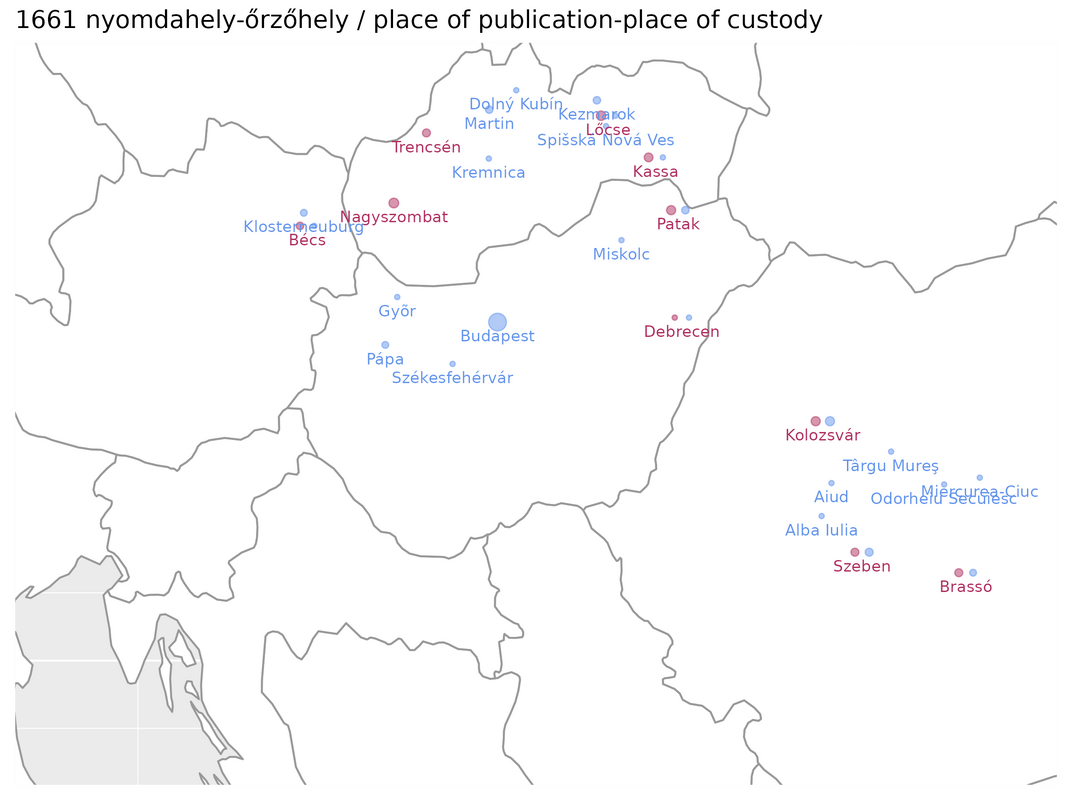 1661 nyomdahely-őrzőhely / place of publication-place of custody
Dolný Kubín
Kezmarok
Martin
Lőcse
Spišská Nová Ves
Trencsén
Kremnica
Kassa
Nagyszombat
Klosterneuburg
Bécs
Patak
Miskolc
Győr
Budapest
Debrecen
Pápa
Székesfehérvár
Kolozsvár
Târgu Mureş
Miercurea-Ciuc
Aiud
Odorheiu Secuiesc
Alba Iulia
Szeben
Brassó